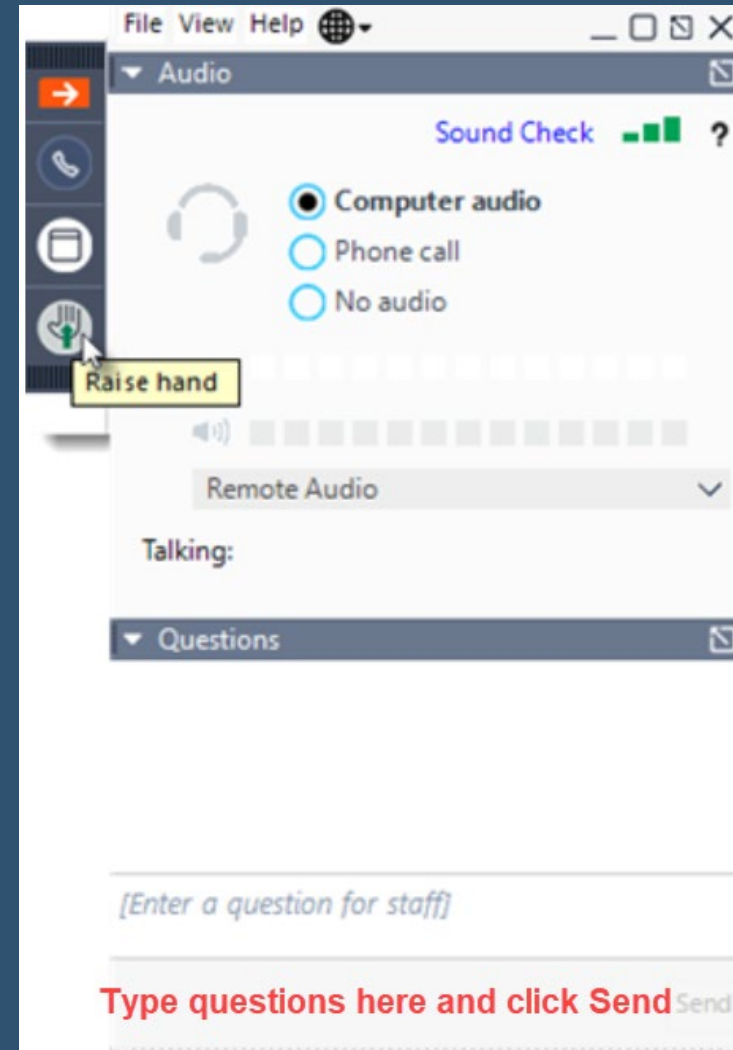 File View Help
Audio
Sound Check ?
Computer audio
Phone call
No audio
Raise hand
Remote Audio
Talking:
Questions
[Enter a question for staff]
Type questions here and click Send Send